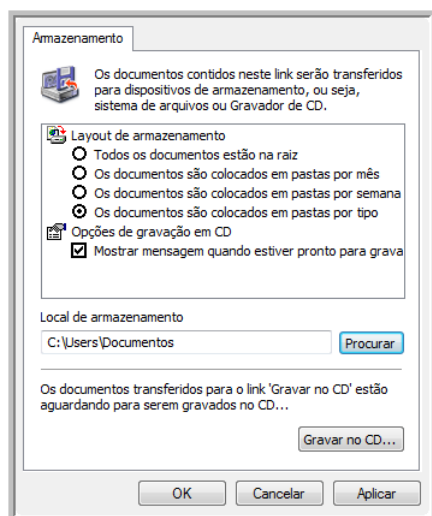 Armazenamento
Os documentos contidos neste link serão transferidos
para dispositivos de armazenamento, ou seja,
sistema de arquivos ou Gravador de CD.
Layout de armazenamento
Todos os documentos estão na raiz
Os documentos são colocados em pastas por mês
Os documentos são colocados em pastas por semana
Os documentos são colocados em pastas por tipo
Opções de gravação em CD
Mostrar mensagem quando estiver pronto para grava
Local de armazenamento
C:\Users\Documentos
Procurar
Os documentos transferidos para o link 'Gravar no CD' estão
aguardando para serem gravados no CD...
Gravar no CD...
OK Cancelar Aplicar